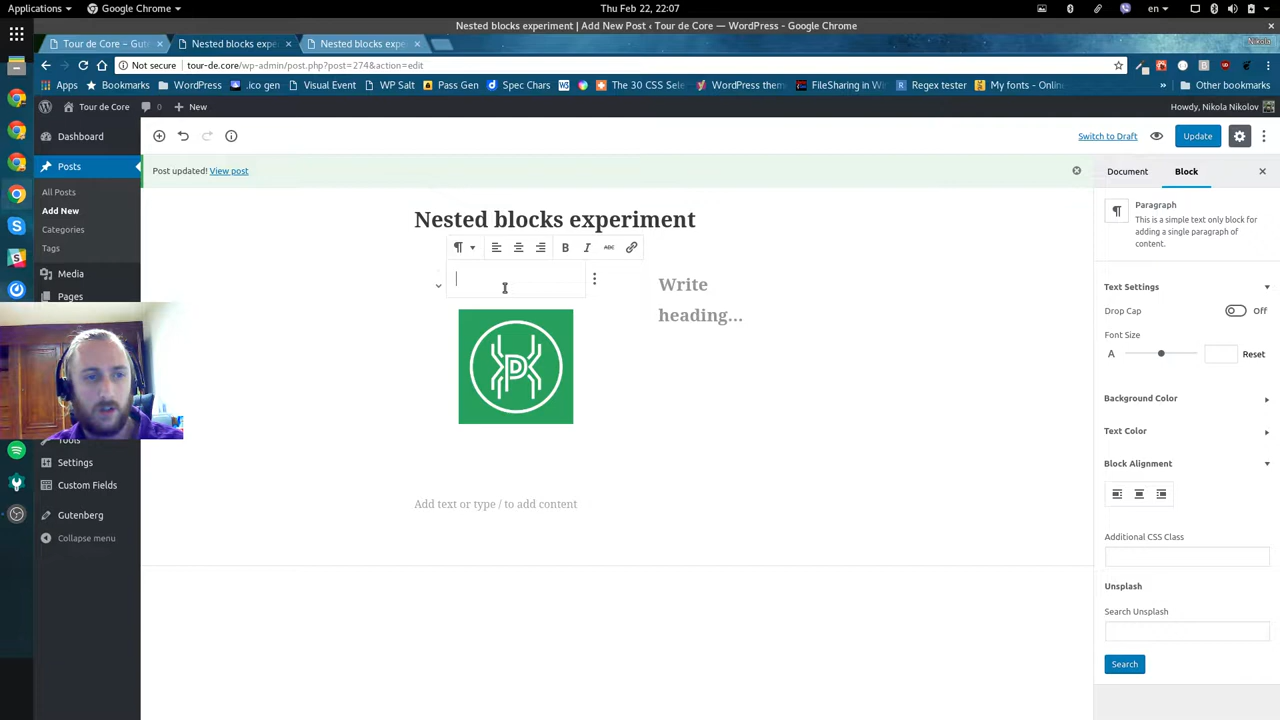 Applications
Google Chrome
Thu Feb 22, 22:07
en
Nested blocks experiment | Add New Post ‹ Tour de Core — WordPress - Google Chrome
Tour de Core – Gut
Nested blocks expe
Nested blocks expe
Nikola
Not secure
tour-de.core/wp-admin/post.php?post=274&action=edit
Apps
Bookmarks
WordPress
.ico gen
Visual Event
WP Salt
Pass Gen
Spec Chars
The 30 CSS Sele
WordPress them
FileSharing in Wi
Regex tester
My fonts - Onlin
Other bookmarks
Tour de Core
0
New
Howdy, Nikola Nikolov
Dashboard
Switch to Draft
Update
Posts
Post updated! View post
Document
Block
All Posts
Add New
Categories
Tags
Media
Pages
Tools
Settings
Custom Fields
Gutenberg
Collapse menu
Nested blocks experiment
B
I
ABC
Write
heading...
P
Add text or type / to add content
Paragraph
This is a simple text only block for
adding a single paragraph of
content.
Text Settings
Drop Cap
Off
Font Size
A
Reset
Background Color
Text Color
Block Alignment
Additional CSS Class
Unsplash
Search Unsplash
Search